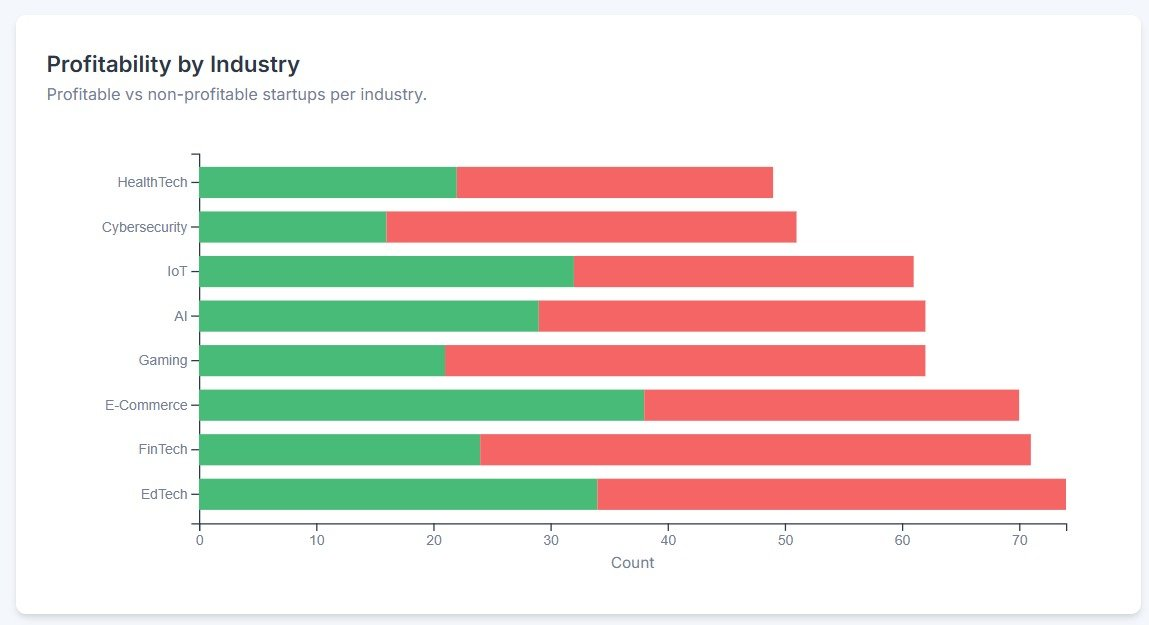 Profitability by Industry
Profitable vs non-profitable startups per industry.
HealthTech
Cybersecurity
IoT
AI
Gaming
E-Commerce
FinTech
EdTech
0 10 20 30 40 50 60 70
Count